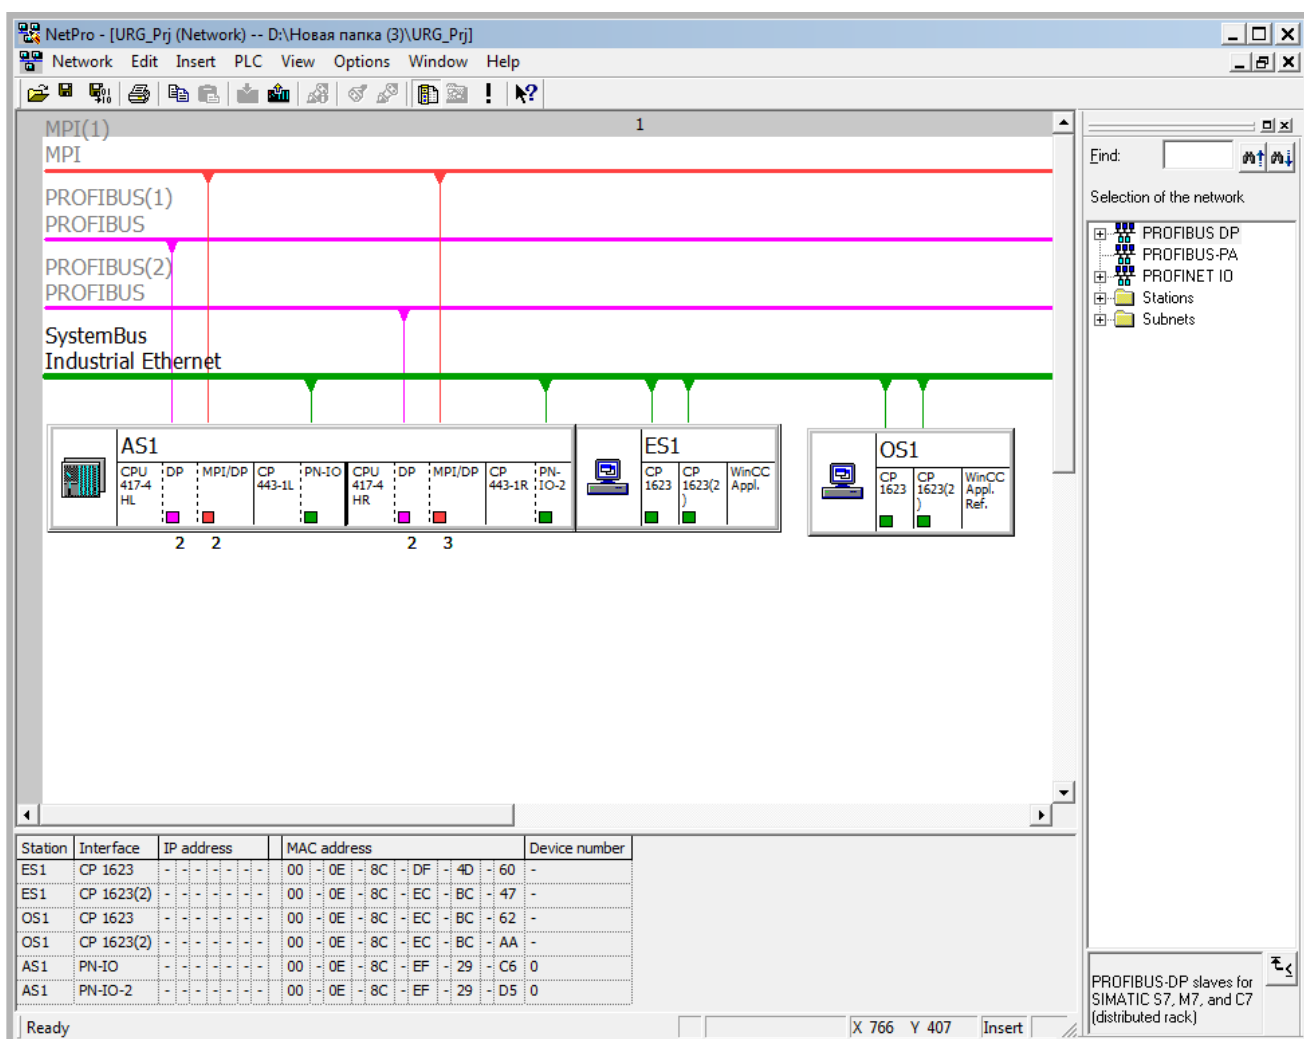 NetPro - [URG_Prj (Network) -- D:\Новая папка (3)\URG_Prj]
Network Edit Insert PLC View Options Window Help
1
MPI(1)
MPI
PROFIBUS(1)
PROFIBUS
PROFIBUS(2)
PROFIBUS
SystemBus
Industrial Ethernet
AS1
CPU 417-4 HL
DP
MPI/DP
CP 443-1L
PN-IO
CPU 417-4 HR
DP
MPI/DP
CP 443-1R
PN-IO-2
2 2 2 3
ES1
CP 1623
CP 1623(2)
WinCC Appl.
OS1
CP 1623
CP 1623(2)
WinCC Appl. Ref.
Find:
Selection of the network
PROFIBUS DP
PROFIBUS-PA
PROFINET IO
Stations
Subnets
Station Interface IP address MAC address Device number
ES1 CP 1623 - - - - - - - 00 - 0E - 8C - DF - 4D - 60 -
ES1 CP 1623(2) - - - - - - - 00 - 0E - 8C - EC - BC - 47 -
OS1 CP 1623 - - - - - - - 00 - 0E - 8C - EC - BC - 62 -
OS1 CP 1623(2) - - - - - - - 00 - 0E - 8C - EC - BC - AA -
AS1 PN-IO - - - - - - - 00 - 0E - 8C - EF - 29 - C6 0
AS1 PN-IO-2 - - - - - - - 00 - 0E - 8C - EF - 29 - D5 0
PROFIBUS-DP slaves for
SIMATIC S7, M7, and C7
(distributed rack)
Ready X 766 Y 407 Insert